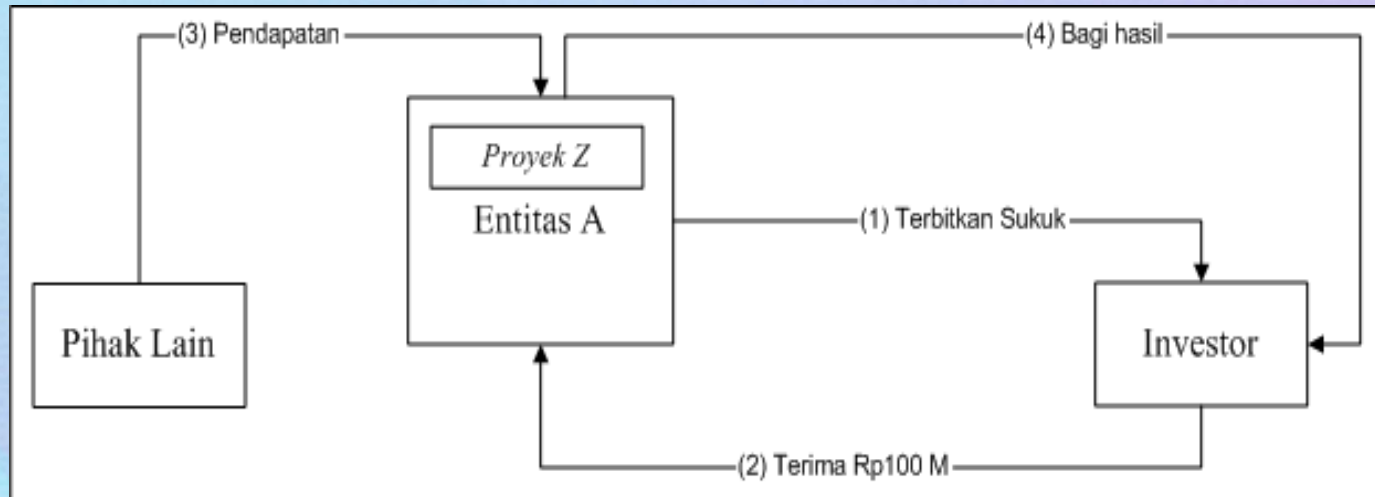 (3) Pendapatan
(4) Bagi hasil
Proyek Z
Entitas A
(1) Terbitkan Sukuk
Pihak Lain
Investor
(2) Terima Rp100 M